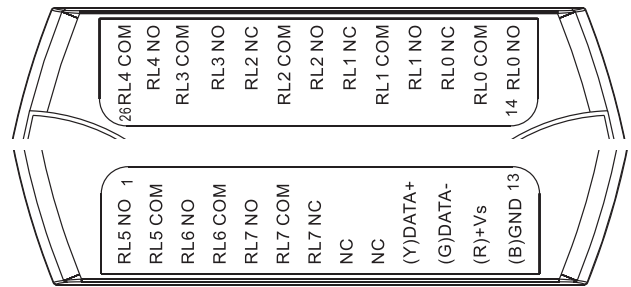 26 RL4 COM
RL4 NO
RL3 COM
RL3 NO
RL2 NC
RL2 COM
RL2 NO
RL1 NC
RL1 COM
RL1 NO
RL0 NC
RL0 COM
14 RL0 NO
RL5 NO 1
RL5 COM
RL6 NO
RL6 COM
RL7 NO
RL7 COM
RL7 NC
NC
NC
(Y)DATA+
(G)DATA-
(R)+Vs
(B)GND 13